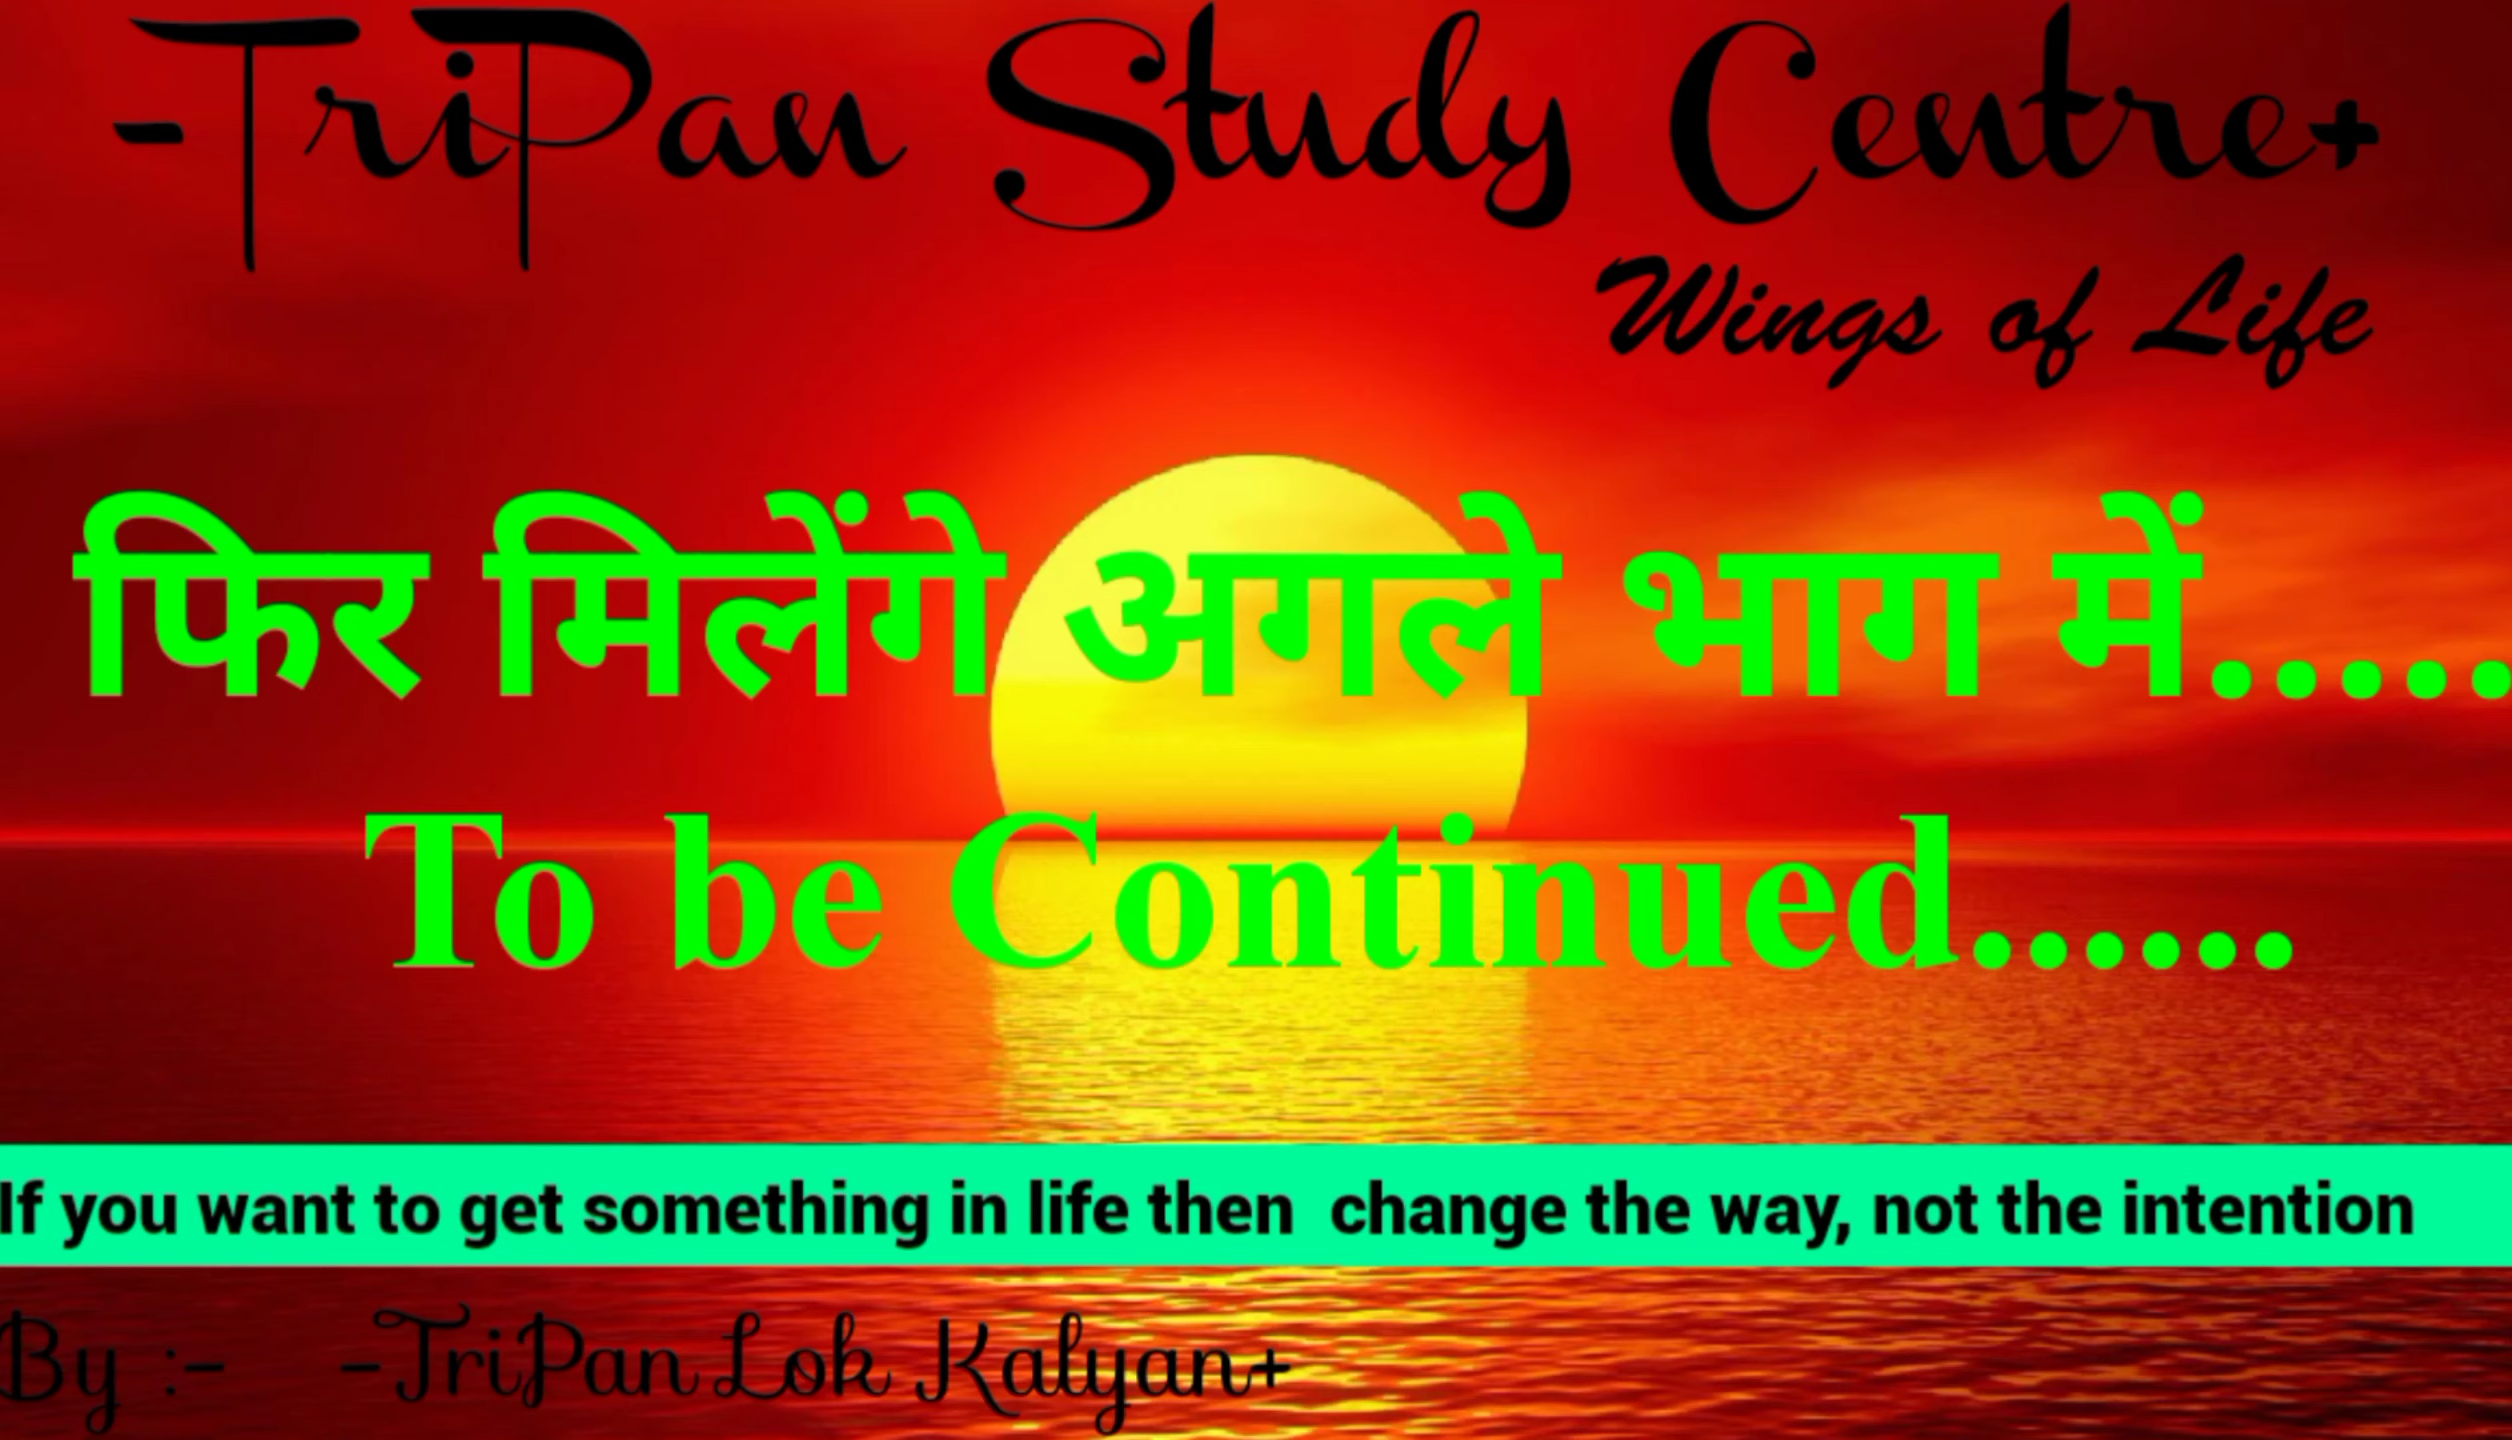 -TriPan Study Centre+
Wings of Life
फिर मिलेंगे अगले भाग में.....
To be Continued......
If you want to get something in life then  change the way, not the intention
By :-    -TriPan Lok Kalyan+